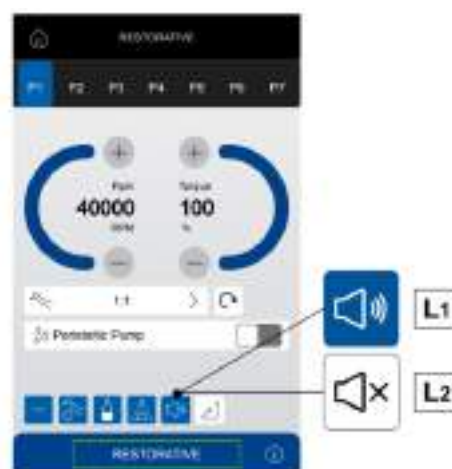 RESTORATIVE
P1 P2 P3 P4 P5 P6 P7
Torque
40000 100
RPM %
1:1
Peristaltic Pump
L1
L2
RESTORATIVE